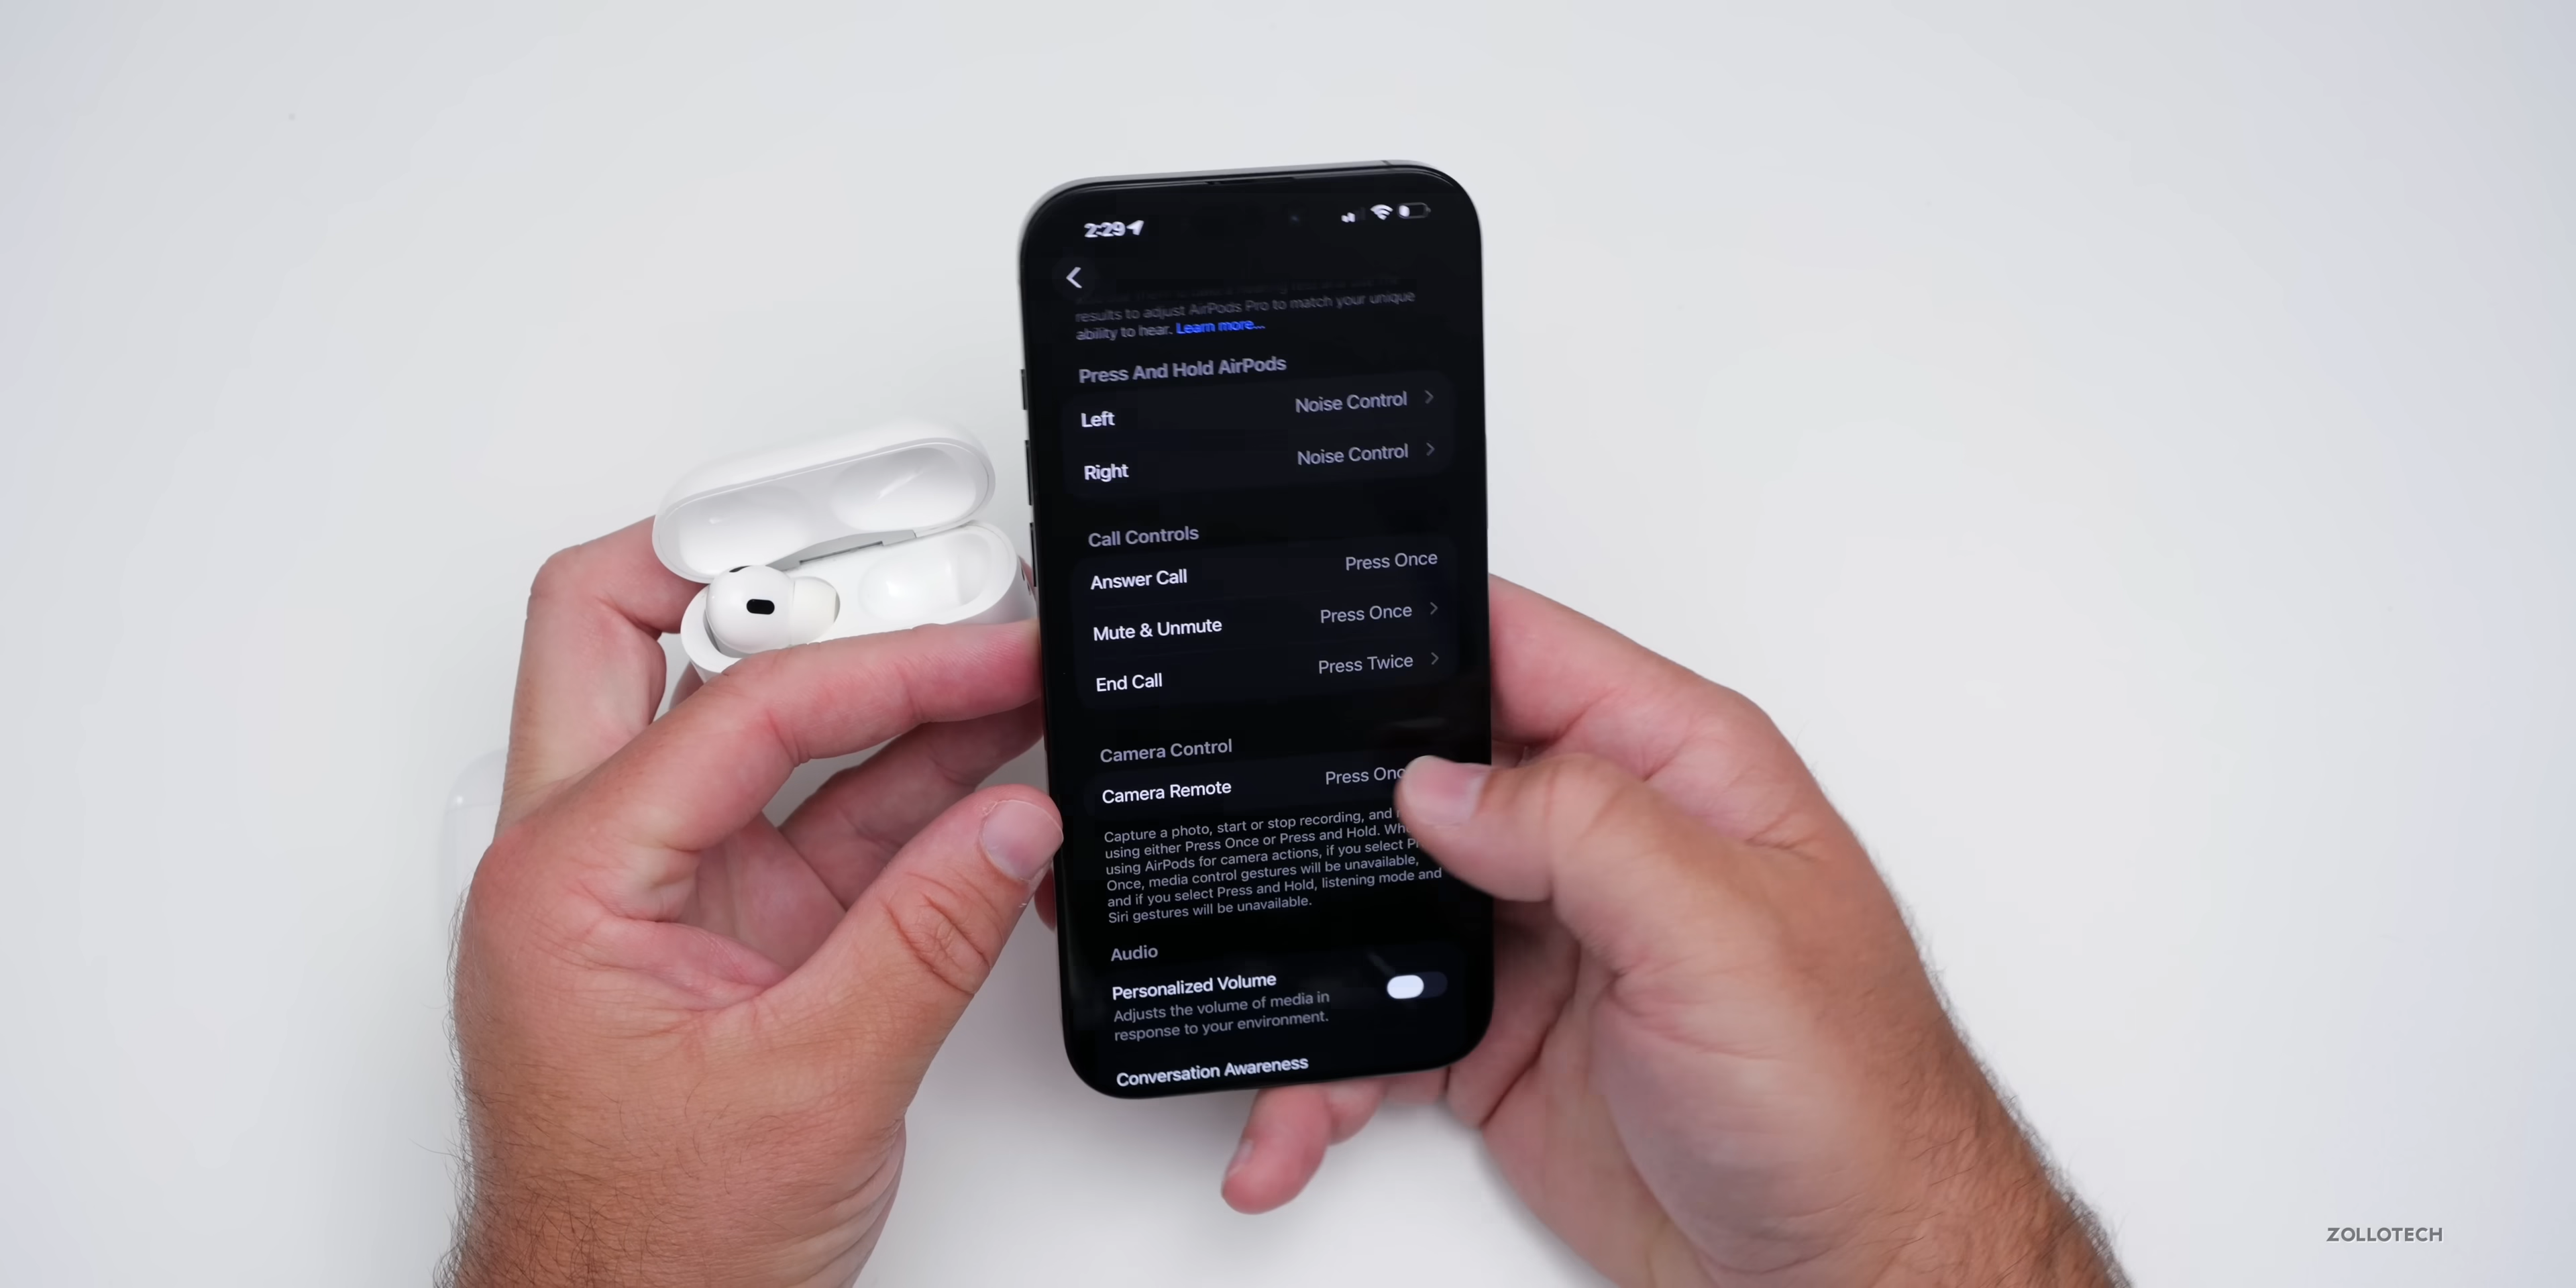 2:29
results to adjust AirPods Pro to match your unique
ability to hear. Learn more...
Press And Hold AirPods
Left Noise Control
Right Noise Control
Call Controls
Answer Call Press Once
Mute & Unmute Press Once
End Call Press Twice
Camera Control
Camera Remote Press
Capture a photo, start or stop recording, and
using either Press Once or Press and Hold.
using AirPods for camera actions, if you select
Once, media control gestures will be unavailable,
and if you select Press and Hold, listening mode and
Siri gestures will be unavailable.
Audio
Personalized Volume
Adjusts the volume of media in
response to your environment.
Conversation Awareness
ZOLLOTECH